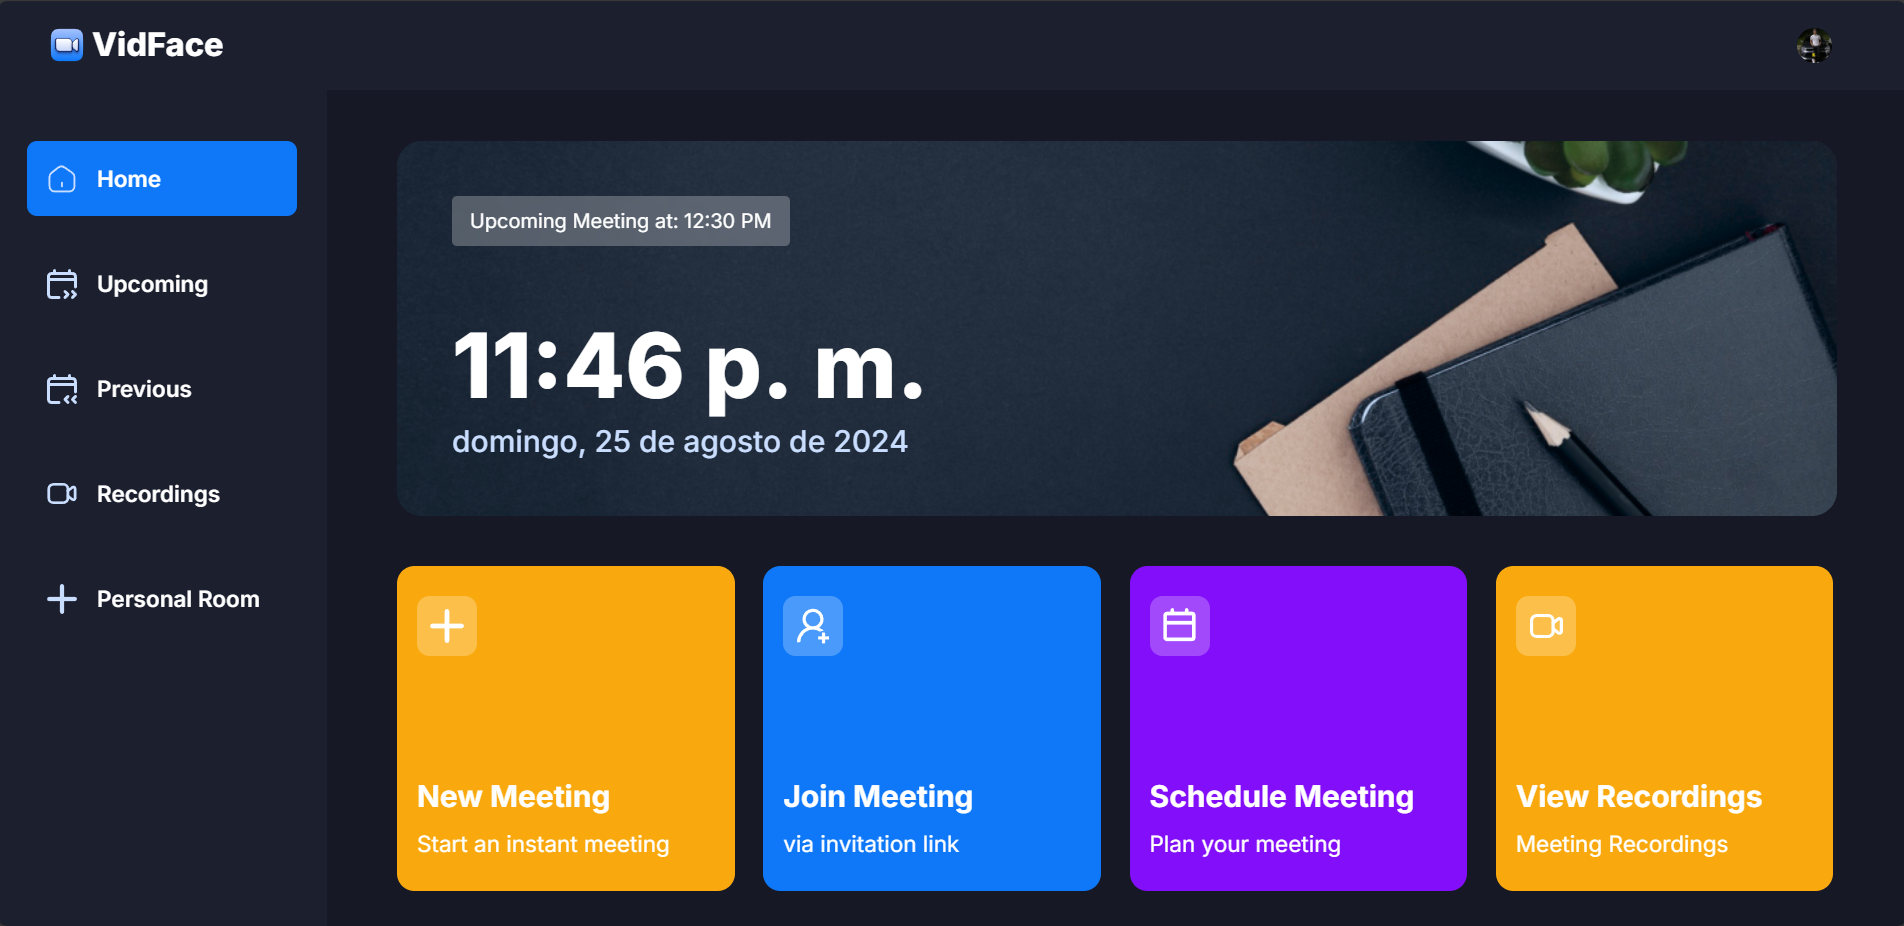 VidFace
Home
Upcoming
Previous
Recordings
Personal Room
Upcoming Meeting at: 12:30 PM
11:46 p. m.
domingo, 25 de agosto de 2024
New Meeting
Start an instant meeting
Join Meeting
via invitation link
Schedule Meeting
Plan your meeting
View Recordings
Meeting Recordings